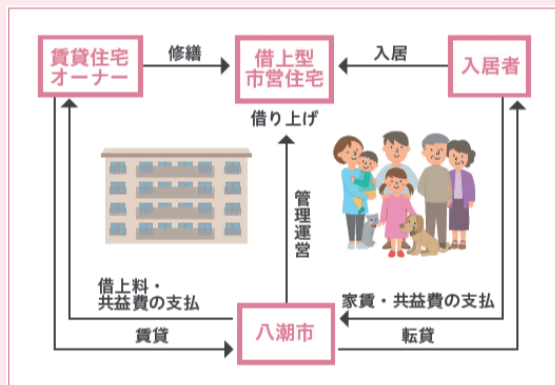 賃貸住宅
オーナー
修繕
借上型
市営住宅
入居
入居者
借り上げ
管理運営
借上料・
共益費の支払
家賃・共益費の支払
八潮市
賃貸
転貸